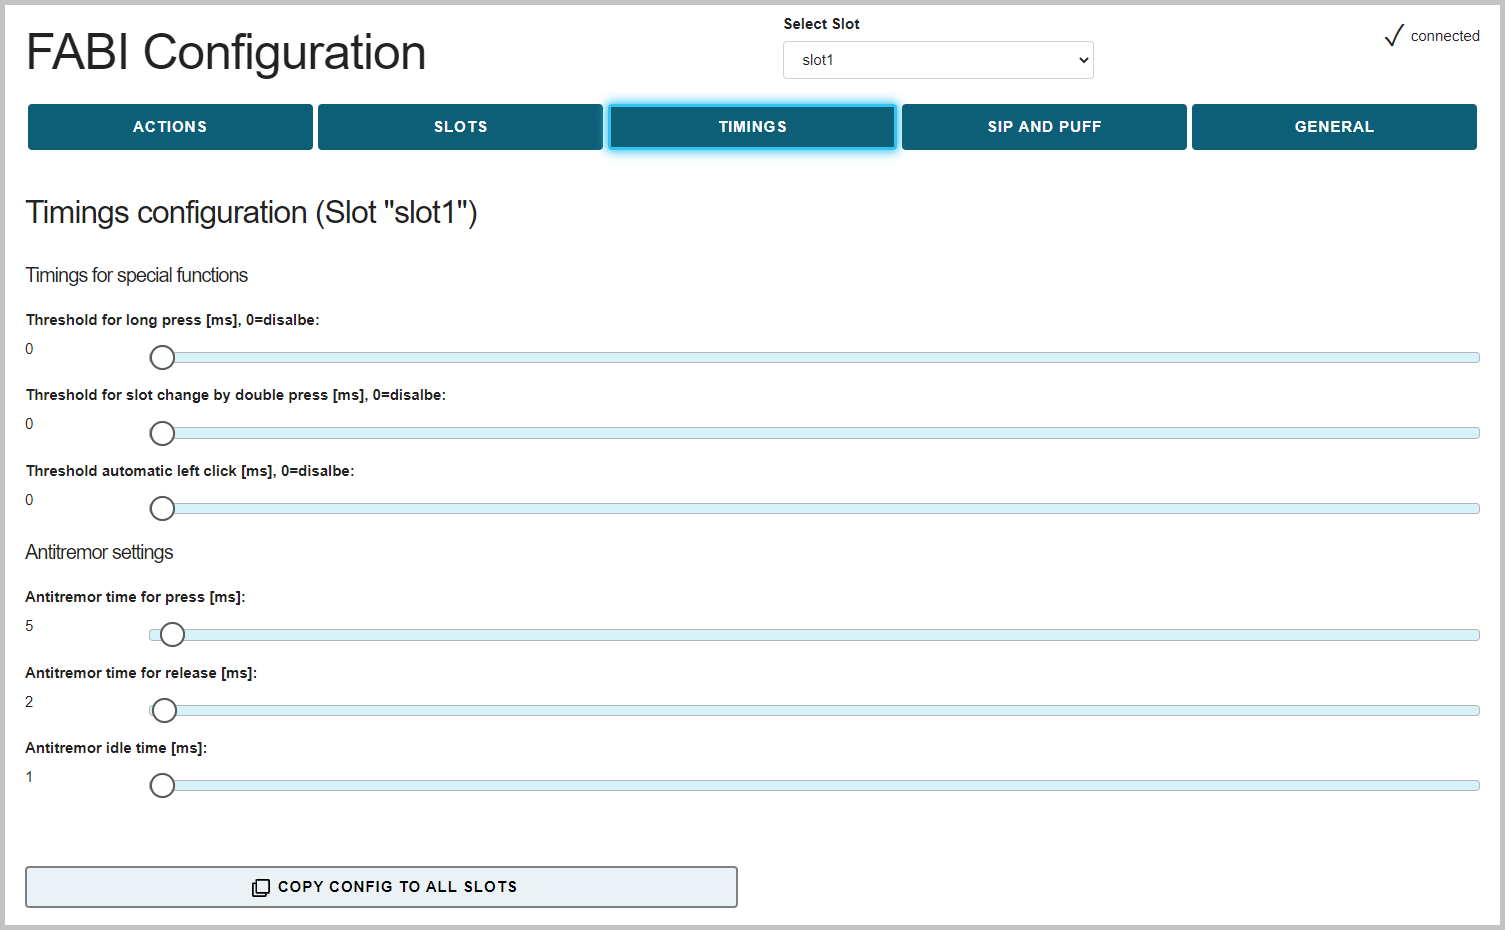 FABI Configuration
Select Slot
slot1
connected
ACTIONS
SLOTS
TIMINGS
SIP AND PUFF
GENERAL
Timings configuration (Slot "slot1")
Timings for special functions
Threshold for long press [ms], 0=disalbe:
0
Threshold for slot change by double press [ms], 0=disalbe:
0
Threshold automatic left click [ms], 0=disalbe:
0
Antitremor settings
Antitremor time for press [ms]:
5
Antitremor time for release [ms]:
2
Antitremor idle time [ms]:
1
COPY CONFIG TO ALL SLOTS